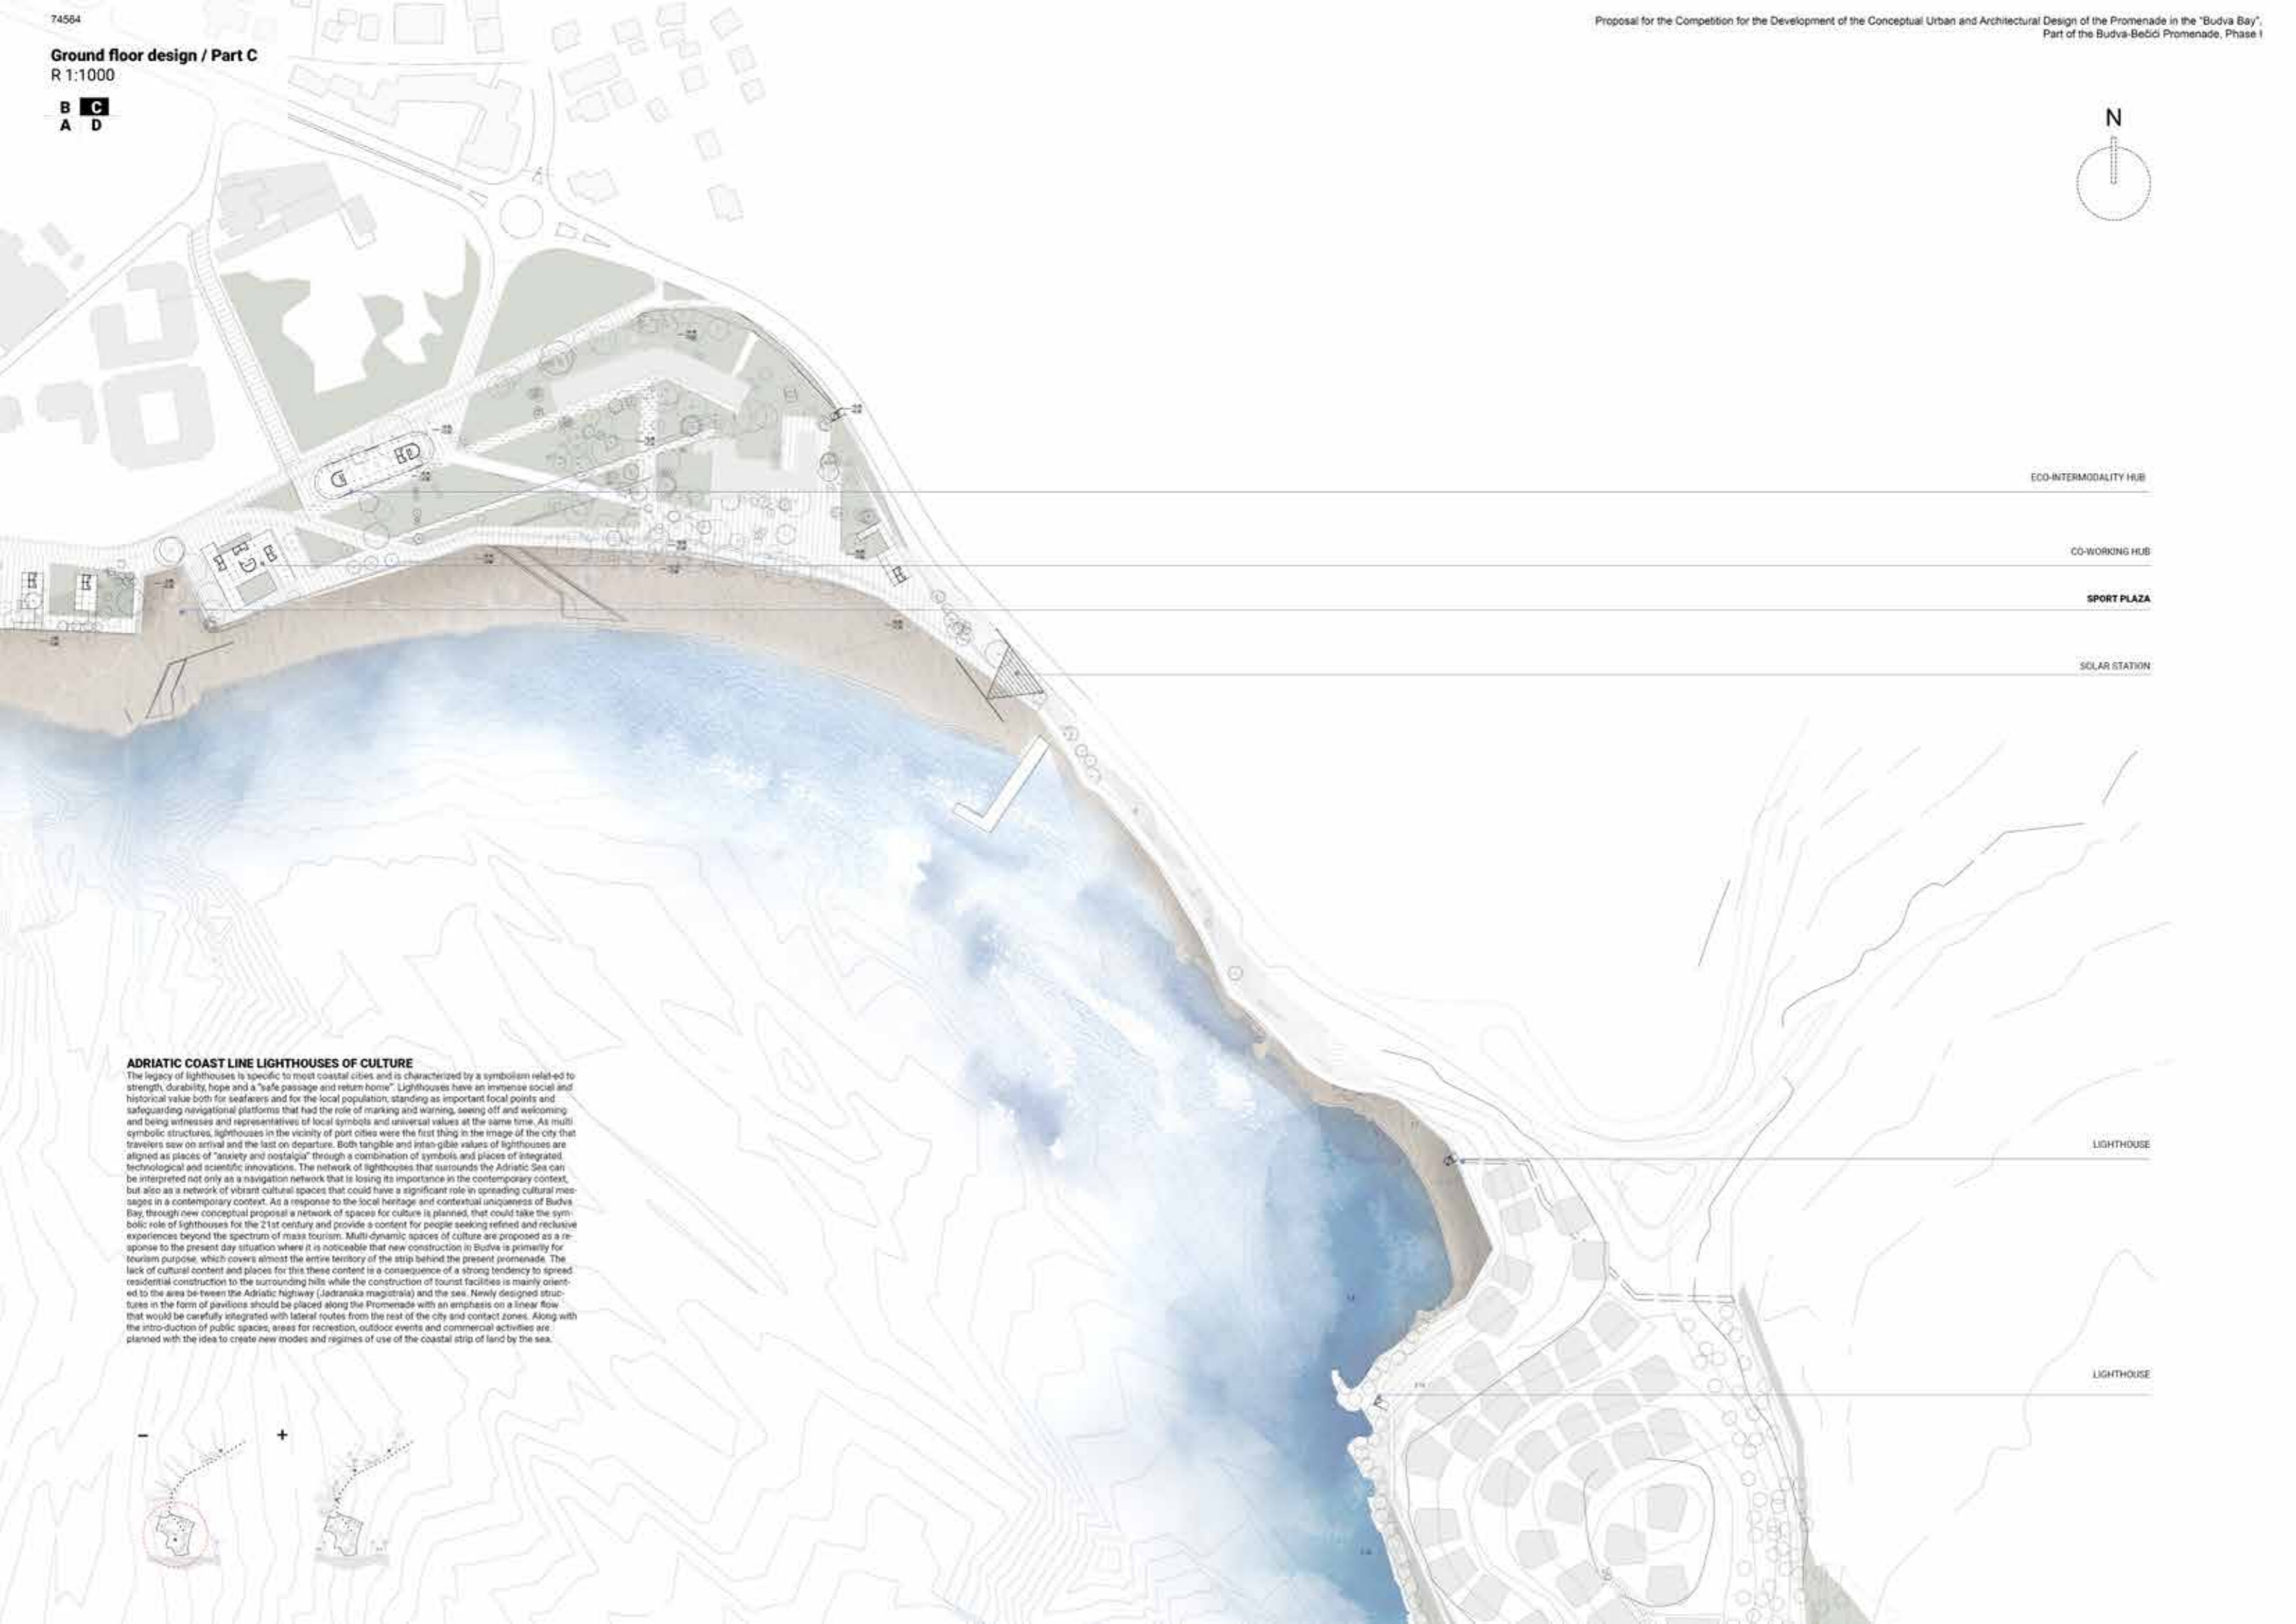 74564
Proposal for the Competition for the Development of the Conceptual Urban and Architectural Design of the Promenade in the "Budva Bay",
Part of the Budva-Bečići Promenade, Phase I
Ground floor design / Part C
R 1:1000
B C
A D
N
ECO-INTERMODALITY HUB
CO-WORKING HUB
SPORT PLAZA
SOLAR STATION
LIGHTHOUSE
LIGHTHOUSE
ADRIATIC COAST LINE LIGHTHOUSES OF CULTURE
The legacy of lighthouses is specific to most coastal cities and is characterized by a symbolism relat-ed to
strength, durability, hope and a "safe passage and return home". Lighthouses have an immense social and
historical value both for seafarers and for the local population, standing as important focal points and
safeguarding navigational platforms that had the role of marking and warning, seeing off and welcoming
and being witnesses and representatives of local symbols and universal values at the same time. As multi
symbolic structures, lighthouses in the vicinity of port cities were the first thing in the image of the city that
travelers saw on arrival and the last on departure. Both tangible and intan-gible values of lighthouses are
aligned as places of "anxiety and nostalgia" through a combination of symbols and places of integrated
technological and scientific innovations. The network of lighthouses that surrounds the Adriatic Sea can
be interpreted not only as a navigation network that is losing its importance in the contemporary context,
but also as a network of vibrant cultural spaces that could have a significant role in spreading cultural mes-
sages in a contemporary context. As a response to the local heritage and contextual uniqueness of Budva
Bay, through new conceptual proposal a network of spaces for culture is planned, that could take the sym-
bolic role of lighthouses for the 21st century and provide a content for people seeking refined and reclusive
experiences beyond the spectrum of mass tourism. Multi-dynamic spaces of culture are proposed as a re-
sponse to the present day situation where it is noticeable that new construction in Budva is primarily for
tourism purpose, which covers almost the entire territory of the strip behind the present promenade. The
lack of cultural content and places for this these content is a consequence of a strong tendency to spread
residential construction to the surrounding hills while the construction of tourist facilities is mainly orient-
ed to the area be-tween the Adriatic highway (Jadranska magistrala) and the sea. Newly designed struc-
tures in the form of pavilions should be placed along the Promenade with an emphasis on a linear flow
that would be carefully integrated with lateral routes from the rest of the city and contact zones. Along with
the intro-duction of public spaces, areas for recreation, outdoor events and commercial activities are
planned with the idea to create new modes and regimes of use of the coastal strip of land by the sea.
– +